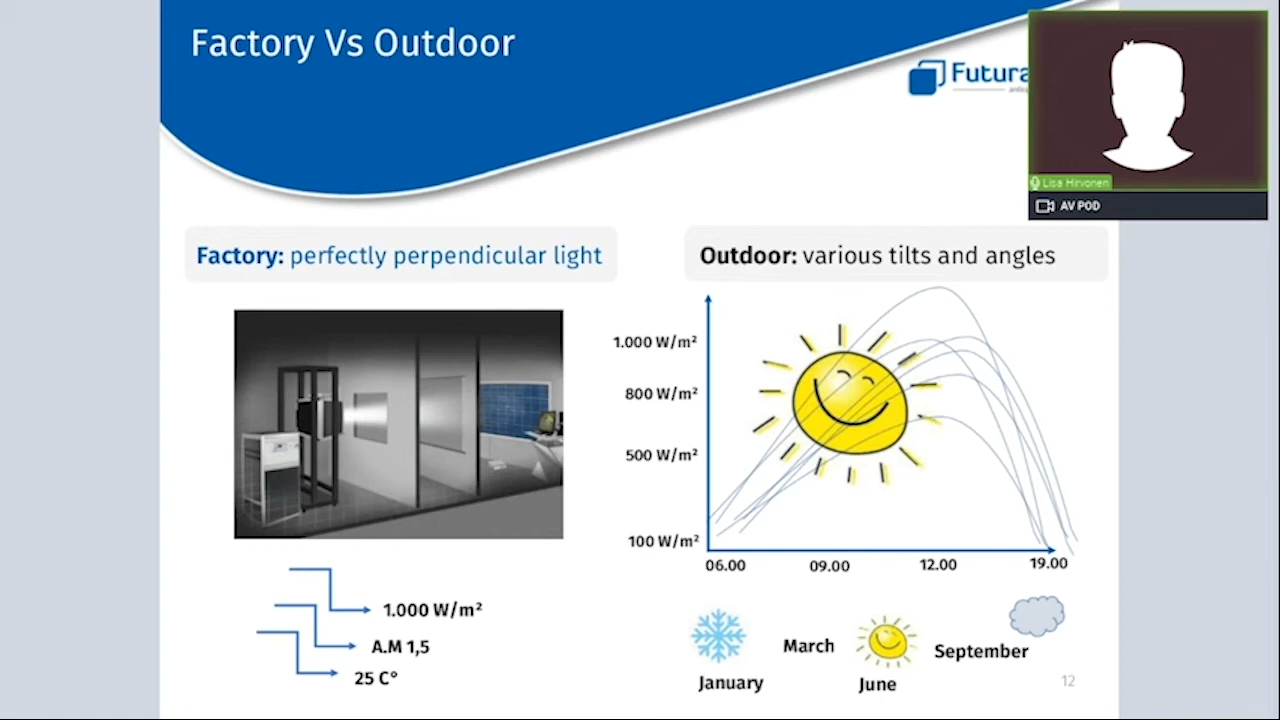 Factory Vs Outdoor
Futura
Lisa Hirvonen
AV POD
Factory: perfectly perpendicular light
Outdoor: various tilts and angles
1.000 W/m²
800 W/m²
500 W/m²
100 W/m²
06.00
09.00
12.00
19.00
1.000 W/m²
A.M 1,5
25 C°
March
September
January
June
12